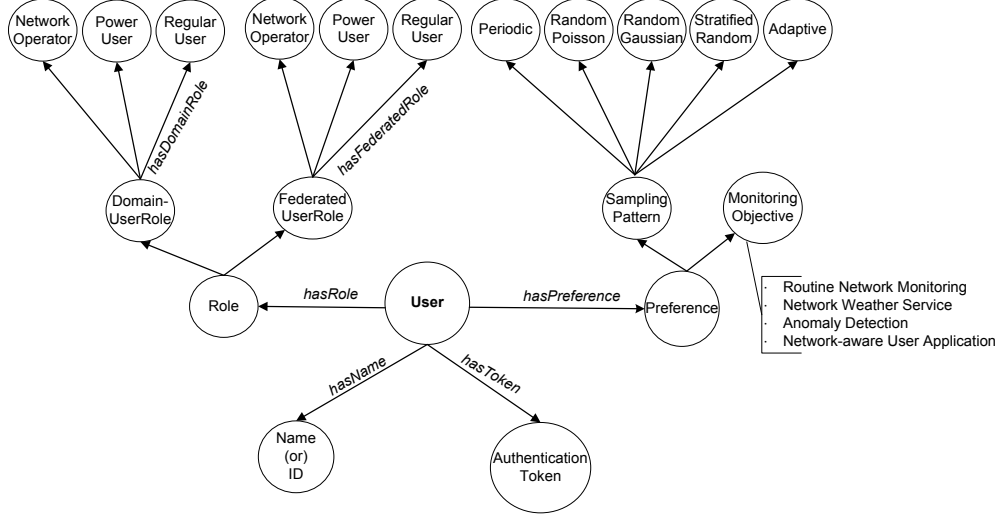 Network
Operator
Power
User
Regular
User
Network
Operator
Power
User
Regular
User
Periodic
Random
Poisson
Random
Gaussian
Stratified
Random
Adaptive
hasDomainRole
hasFederatedRole
Domain-
UserRole
Federated
UserRole
Sampling
Pattern
Monitoring
Objective
Role
hasRole
User
hasPreference
Preference
· Routine Network Monitoring
· Network Weather Service
· Anomaly Detection
· Network-aware User Application
hasName
hasToken
Name
(or)
ID
Authentication
Token